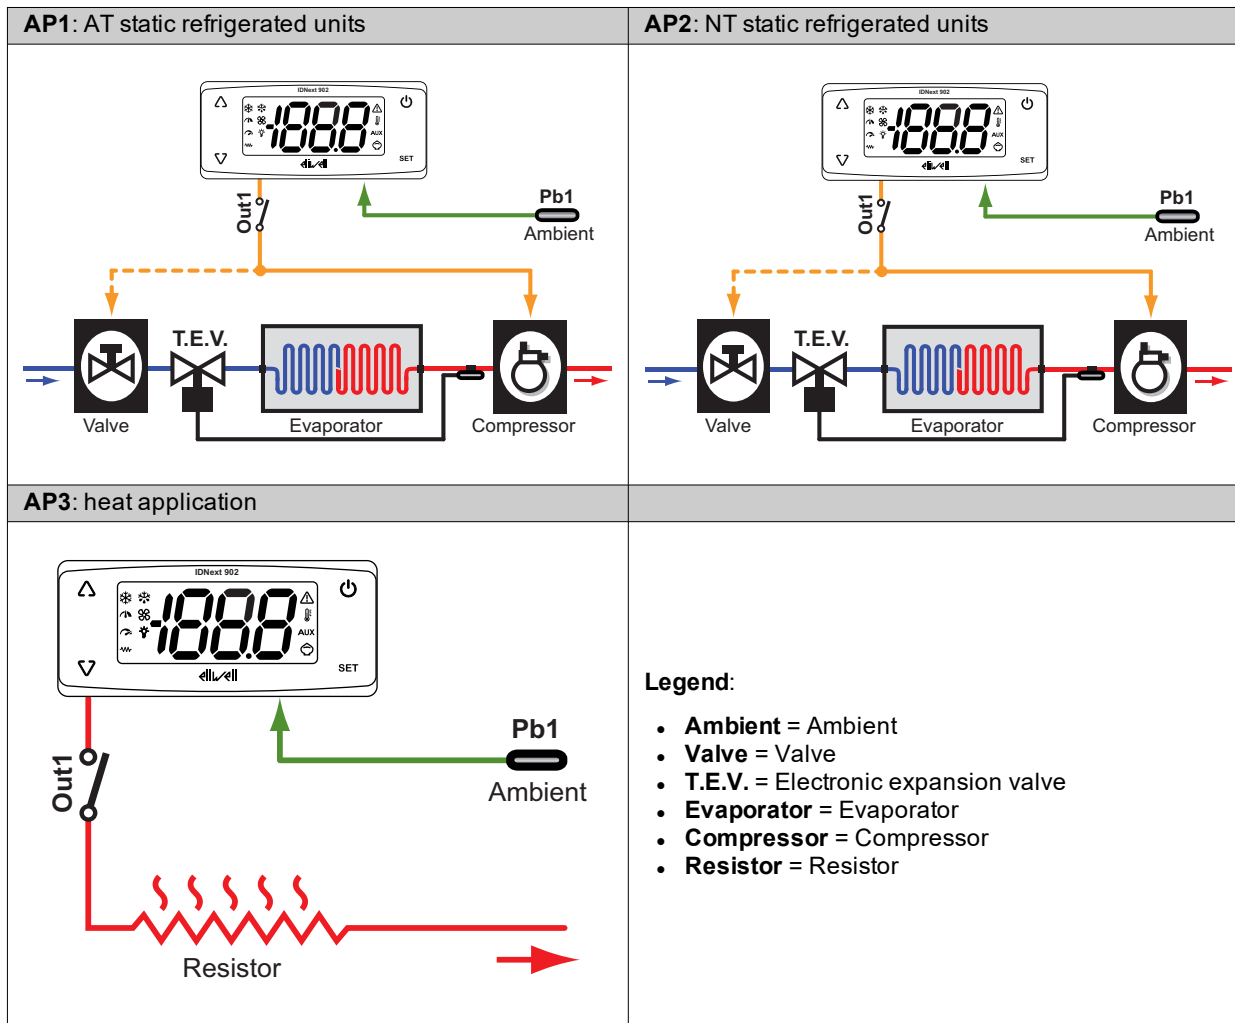 AP1: AT static refrigerated units
IDNext 902
188.8
AUX
SET
eliwell
Out1
Pb1
Ambient
T.E.V.
Valve
Evaporator
Compressor
AP2: NT static refrigerated units
IDNext 902
188.8
AUX
SET
eliwell
Out1
Pb1
Ambient
T.E.V.
Valve
Evaporator
Compressor
AP3: heat application
IDNext 902
-188.8
AUX
SET
eliwell
Out1
Pb1
Ambient
Resistor
Legend:
• Ambient = Ambient
• Valve = Valve
• T.E.V. = Electronic expansion valve
• Evaporator = Evaporator
• Compressor = Compressor
• Resistor = Resistor